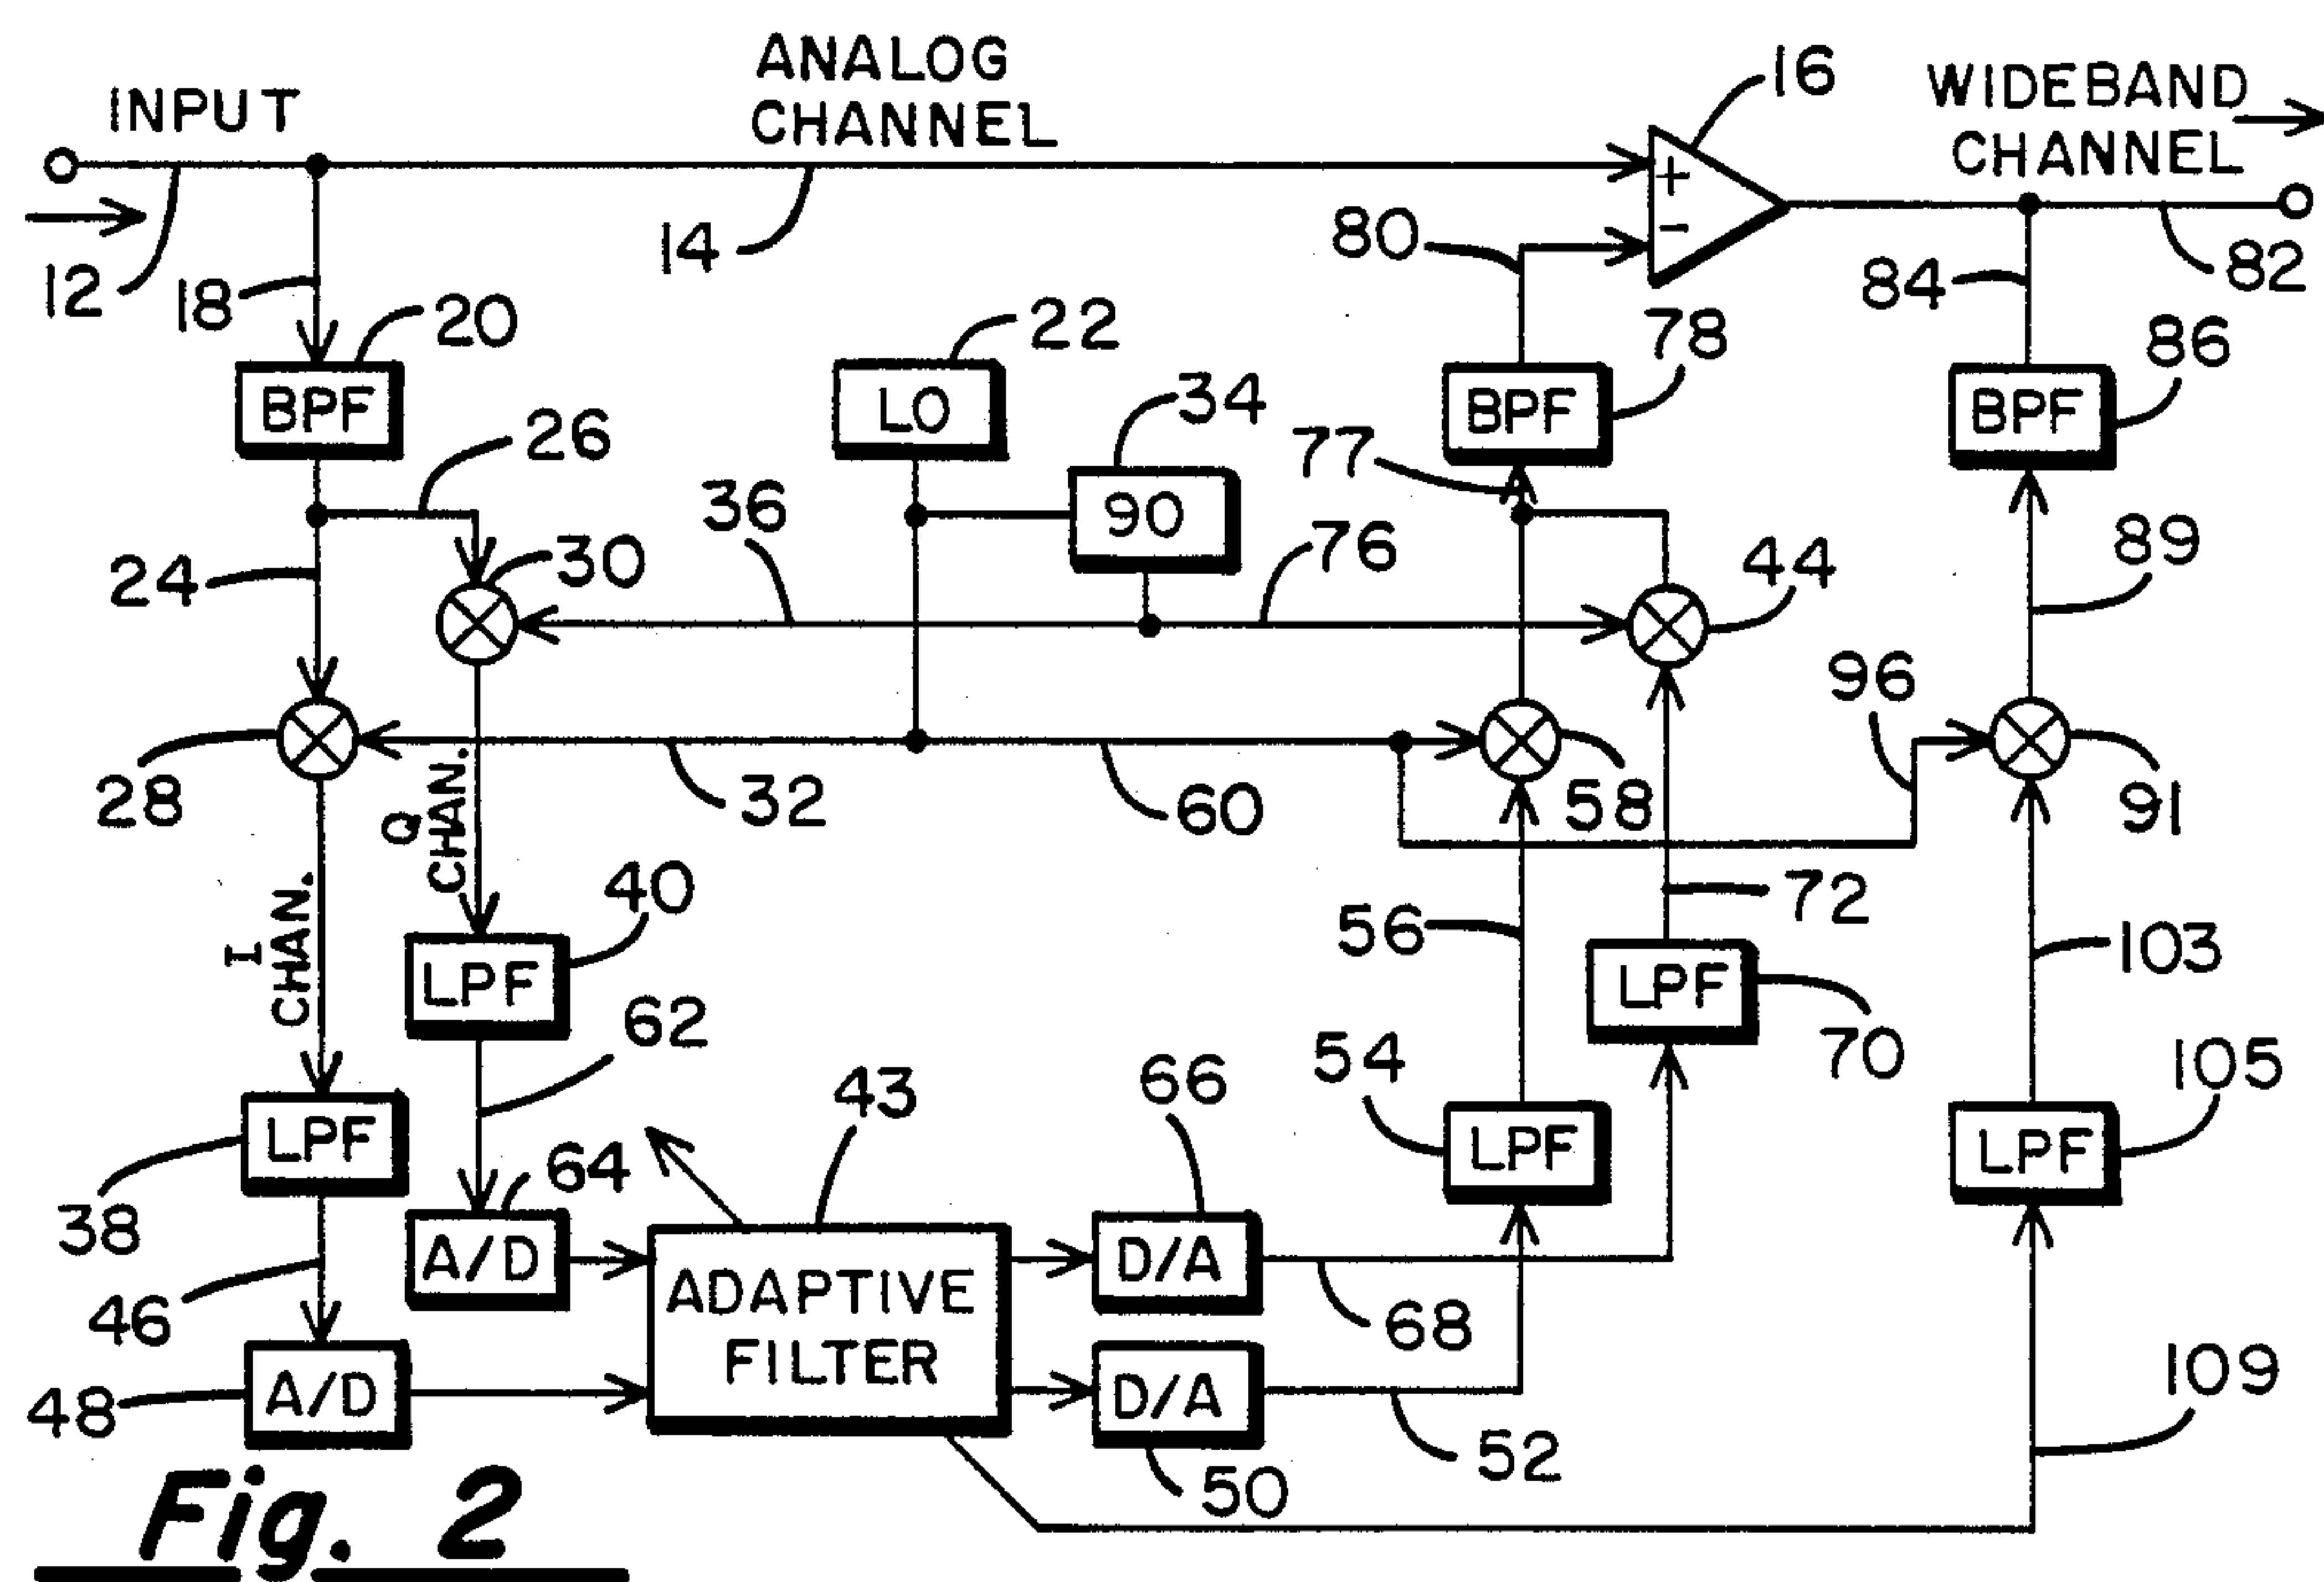 ANALOG
CHANNEL
INPUT
WIDEBAND
CHANNEL
16
+
-
12
18
14
80
84
82
20
22
78
86
BPF
LO
34
BPF
BPF
26
77
90
36
76
89
24
30
44
96
28
32
60
58
91
Q
CHAN.
40
72
56
103
I
CHAN.
LPF
LPF
62
70
54
105
43
66
LPF
64
LPF
LPF
38
A/D
ADAPTIVE
FILTER
D/A
46
68
48
A/D
D/A
109
52
50
Fig. 2